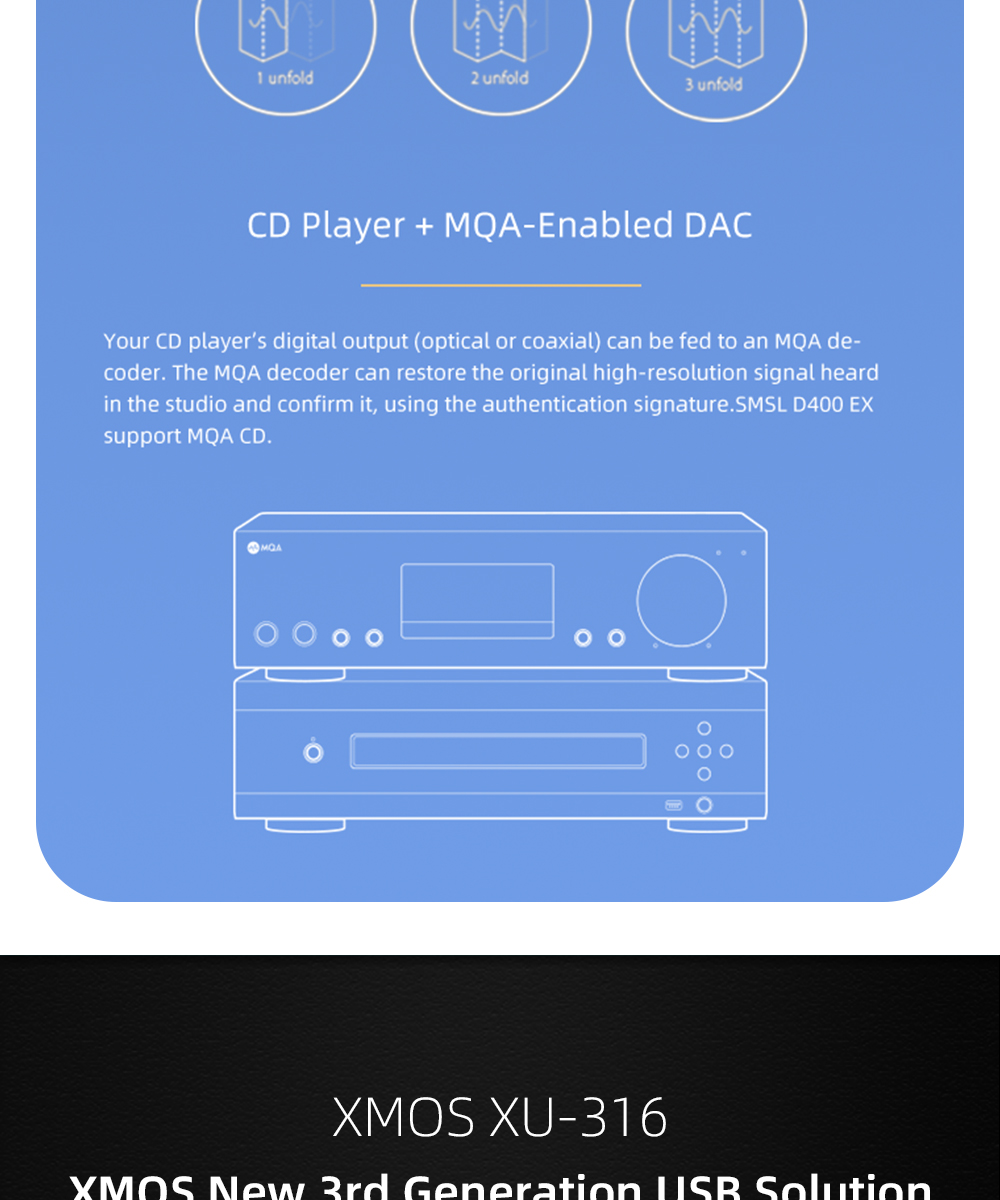 1 unfold
2 unfold
3 unfold
CD Player + MQA-Enabled DAC
Your CD player’s digital output (optical or coaxial) can be fed to an MQA de-
coder. The MQA decoder can restore the original high-resolution signal heard
in the studio and confirm it, using the authentication signature.SMSL D400 EX
support MQA CD.
MQA
XMOS XU-316
XMOS New 3rd Generation USB Solution